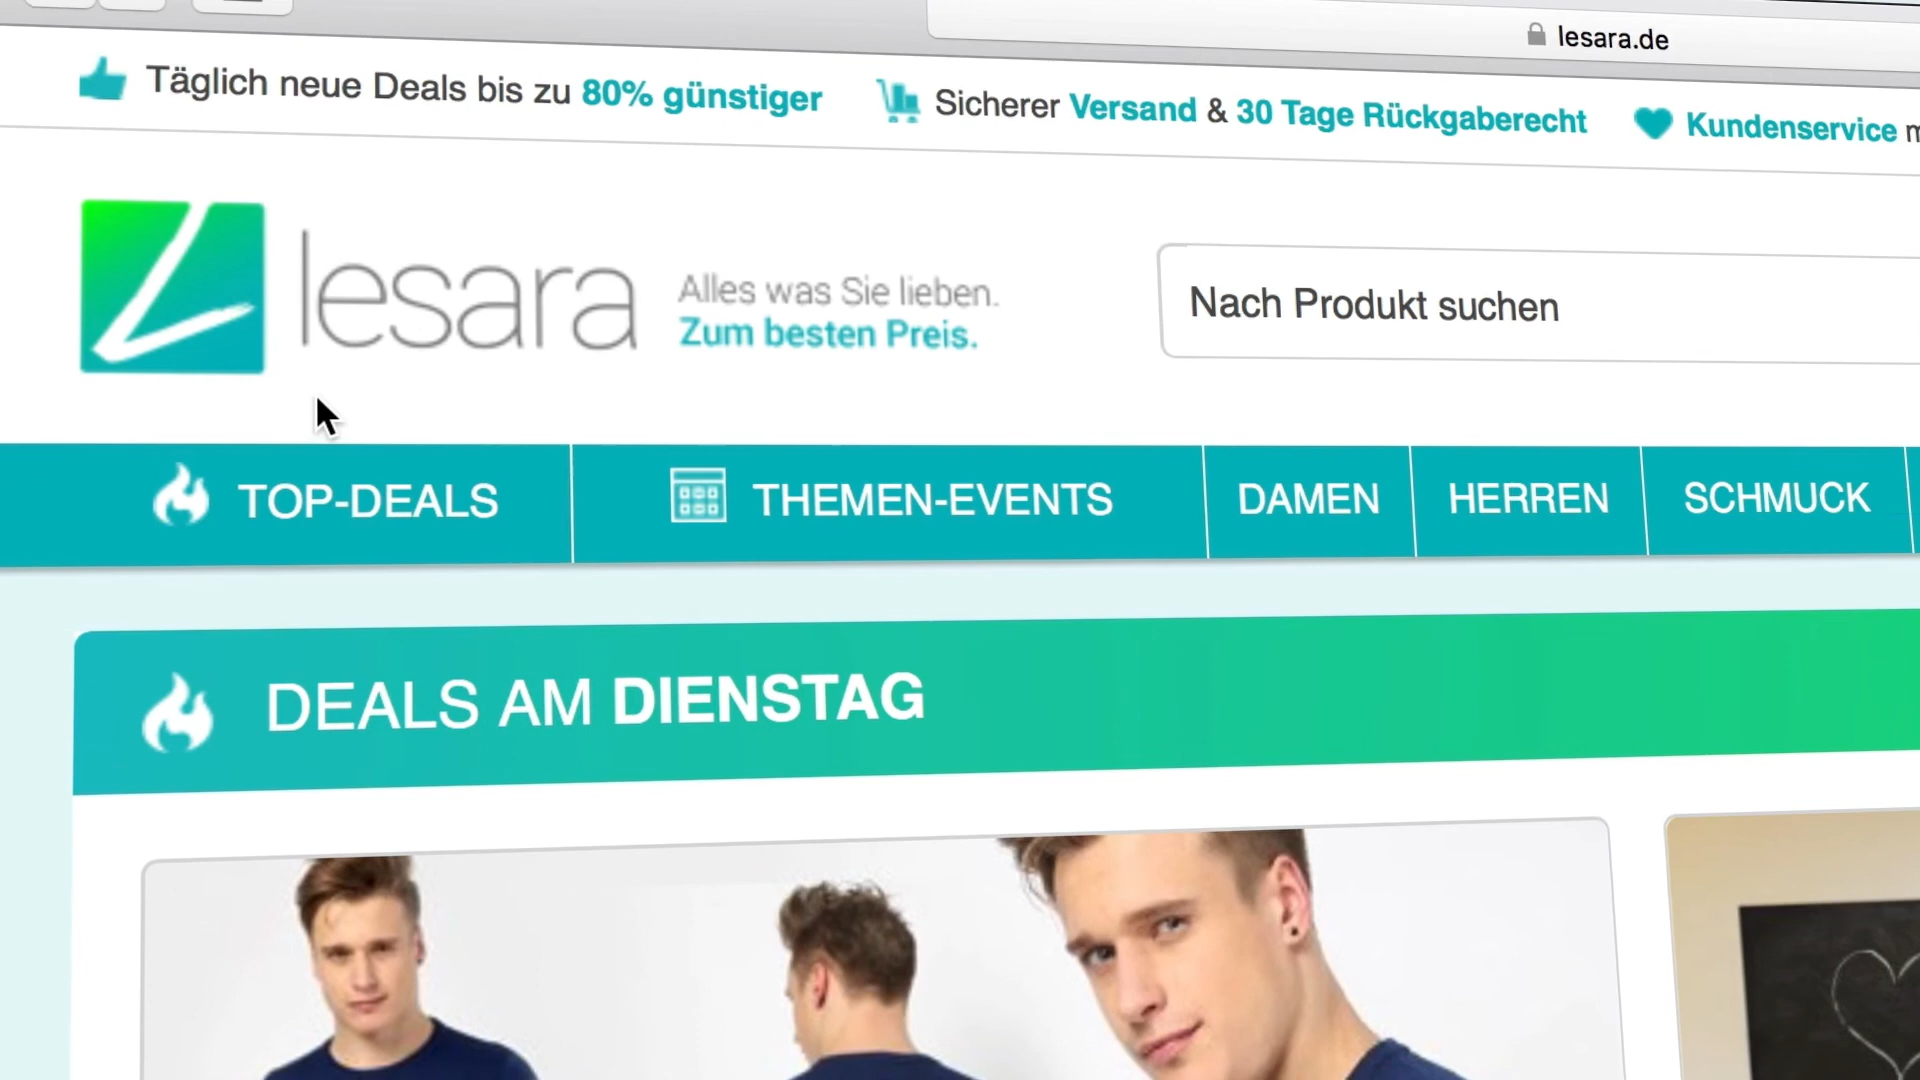 lesara.de
Täglich neue Deals bis zu 80% günstiger
Sicherer Versand & 30 Tage Rückgaberecht
Kundenservice
lesara
Alles was Sie lieben.
Zum besten Preis.
Nach Produkt suchen
TOP-DEALS
THEMEN-EVENTS
DAMEN
HERREN
SCHMUCK
DEALS AM DIENSTAG